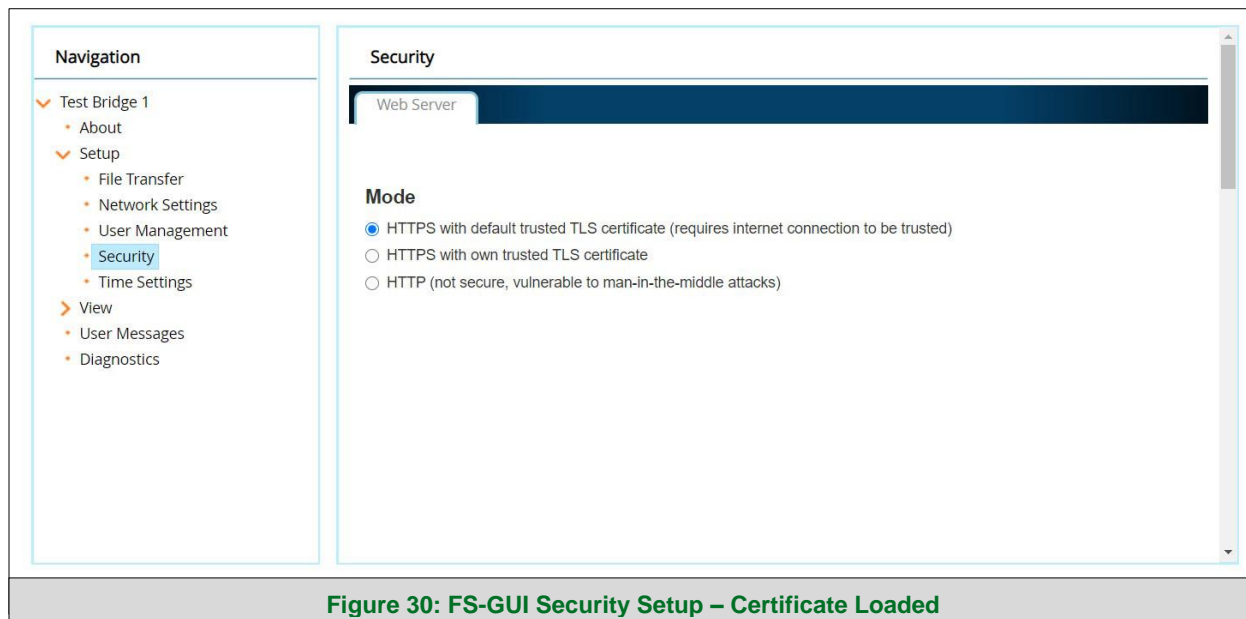 Navigation
Test Bridge 1
About
Setup
File Transfer
Network Settings
User Management
Security
Time Settings
View
User Messages
Diagnostics
Security
Web Server
Mode
HTTPS with default trusted TLS certificate (requires internet connection to be trusted)
HTTPS with own trusted TLS certificate
HTTP (not secure, vulnerable to man-in-the-middle attacks)
Figure 30: FS-GUI Security Setup – Certificate Loaded